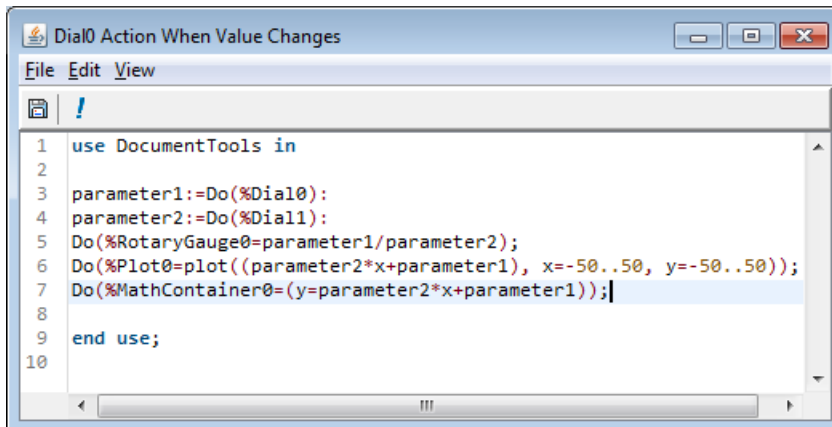 Dial0 Action When Value Changes
File Edit View
!
1 use DocumentTools in
2
3 parameter1:=Do(%Dial0):
4 parameter2:=Do(%Dial1):
5 Do(%RotaryGauge0=parameter1/parameter2);
6 Do(%Plot0=plot((parameter2*x+parameter1), x=-50..50, y=-50..50));
7 Do(%MathContainer0=(y=parameter2*x+parameter1));
8
9 end use;
10